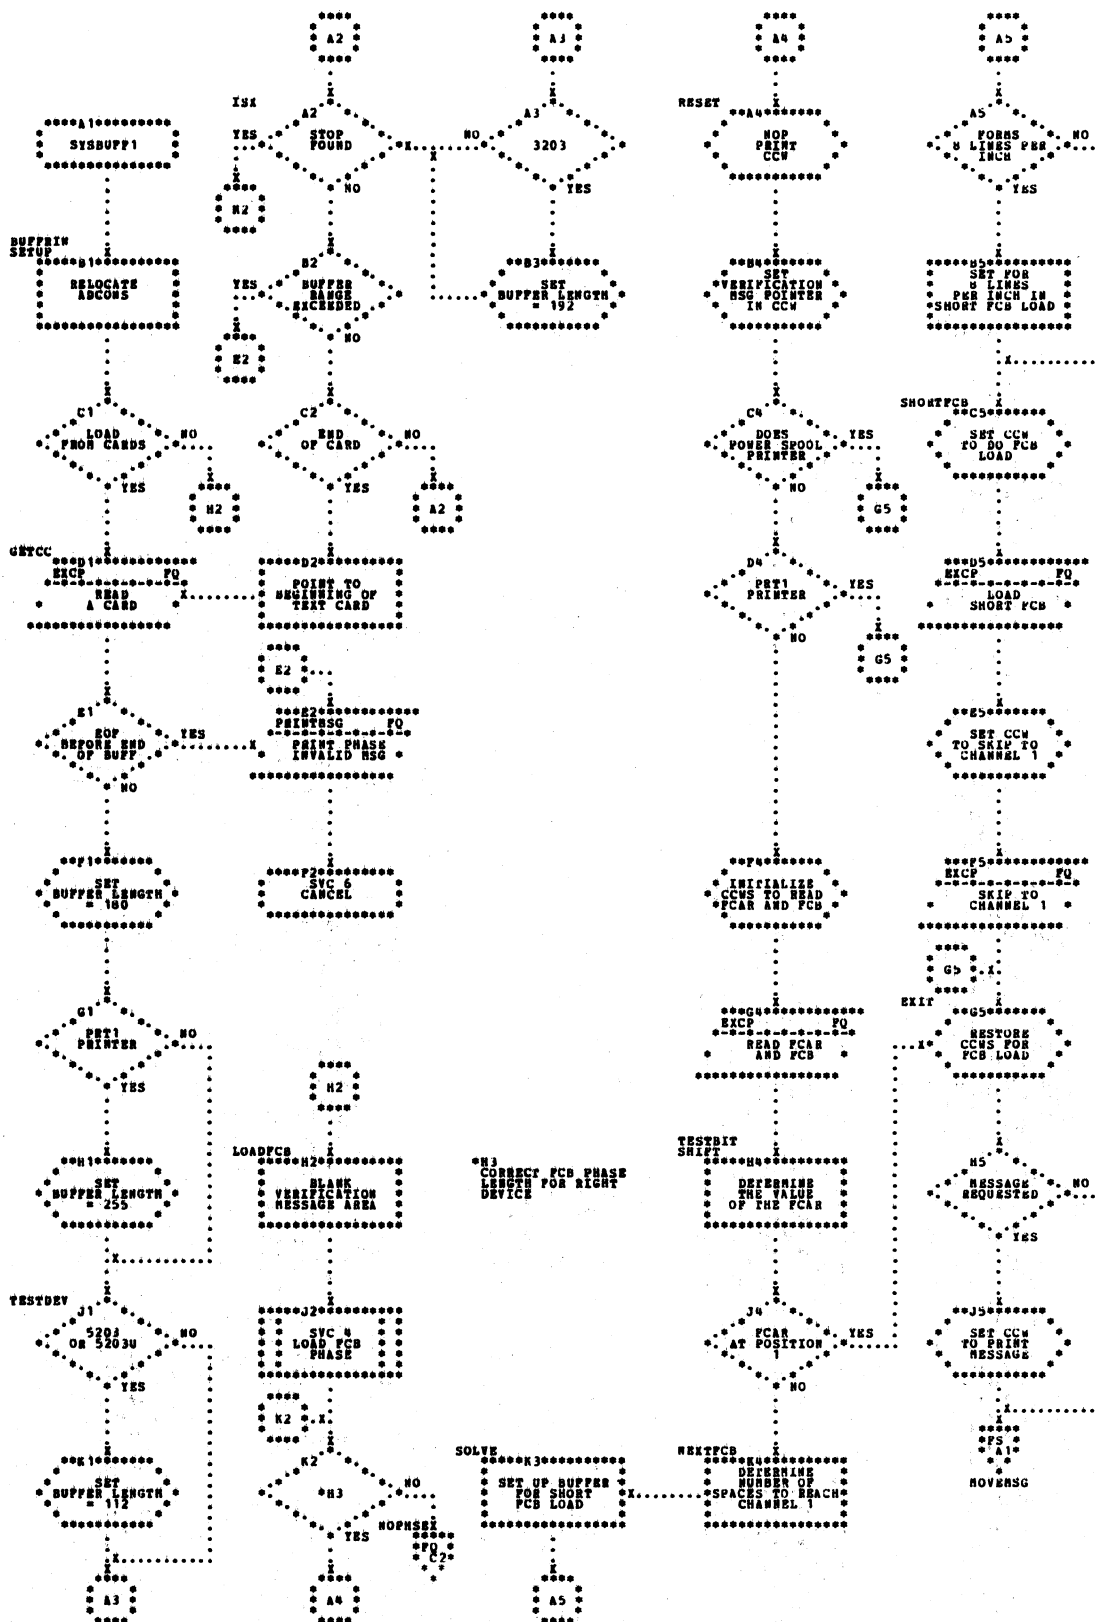 A2
A3
A4
A5
A1
SYSBUFF1
A2
STOP
FOUND
YES
NO
K2
A3
3203
NO
YES
RESET
A4
NOP
PRINT
CCW
A5
FORMS
8 LINES PER
INCH
NO
YES
BUFFRIN
SETUP
B1
RELOCATE
ADCONS
B2
BUFFER
RANGE
EXCEEDED
YES
NO
E2
B3
SET
BUFFER LENGTH
= 192
B4
SET
VERIFICATION
MSG POINTER
IN CCW
B5
SET FOR
8 LINES
PER INCH IN
SHORT FCB LOAD
C1
LOAD
FROM CARDS
NO
YES
H2
C2
END
OF CARD
NO
YES
A2
C4
DOES
POWER SPOOL
PRINTER
YES
NO
G5
SHORTFCB
C5
SET CCW
TO DO FCB
LOAD
GETCC
D1
EXCP FQ
READ
A CARD
D2
POINT TO
BEGINNING OF
TEXT CARD
D4
PRT1
PRINTER
YES
NO
G5
D5
EXCP FQ
LOAD
SHORT FCB
E2
E1
EOF
BEFORE END
OF BUFF
YES
NO
E2
PRINTMSG FQ
PRINT PHASE
INVALID MSG
E5
SET CCW
TO SKIP TO
CHANNEL 1
F1
SET
BUFFER LENGTH
= 180
F2
SVC 6
CANCEL
F4
INITIALIZE
CCWS TO READ
FCAR AND FCB
F5
EXCP FQ
SKIP TO
CHANNEL 1
G5
EXIT
G1
PRT1
PRINTER
NO
YES
G4
EXCP FQ
READ FCAR
AND FCB
G5
RESTORE
CCWS FOR
FCB LOAD
H2
H1
SET
BUFFER LENGTH
= 255
LOADFCB
H2
BLANK
VERIFICATION
MESSAGE AREA
*H3
CORRECT FCB PHASE
LENGTH FOR RIGHT
DEVICE
TESTBIT
SHIFT
H4
DETERMINE
THE VALUE
OF THE FCAR
H5
MESSAGE
REQUESTED
NO
YES
TESTDEV
J1
5203
OR 5203U
NO
YES
J2
SVC 4
LOAD FCB
PHASE
J4
FCAR
AT POSITION
1
YES
NO
J5
SET CCW
TO PRINT
MESSAGE
K2
FS
A1
MOVEMSG
K1
SET
BUFFER LENGTH
= 112
K2
*H3
NO
YES
NOPHSEX
FQ
C2
SOLVE
K3
SET UP BUFFER
FOR SHORT
FCB LOAD
NEXTFCB
K4
DETERMINE
NUMBER OF
SPACES TO REACH
CHANNEL 1
A3
A4
A5